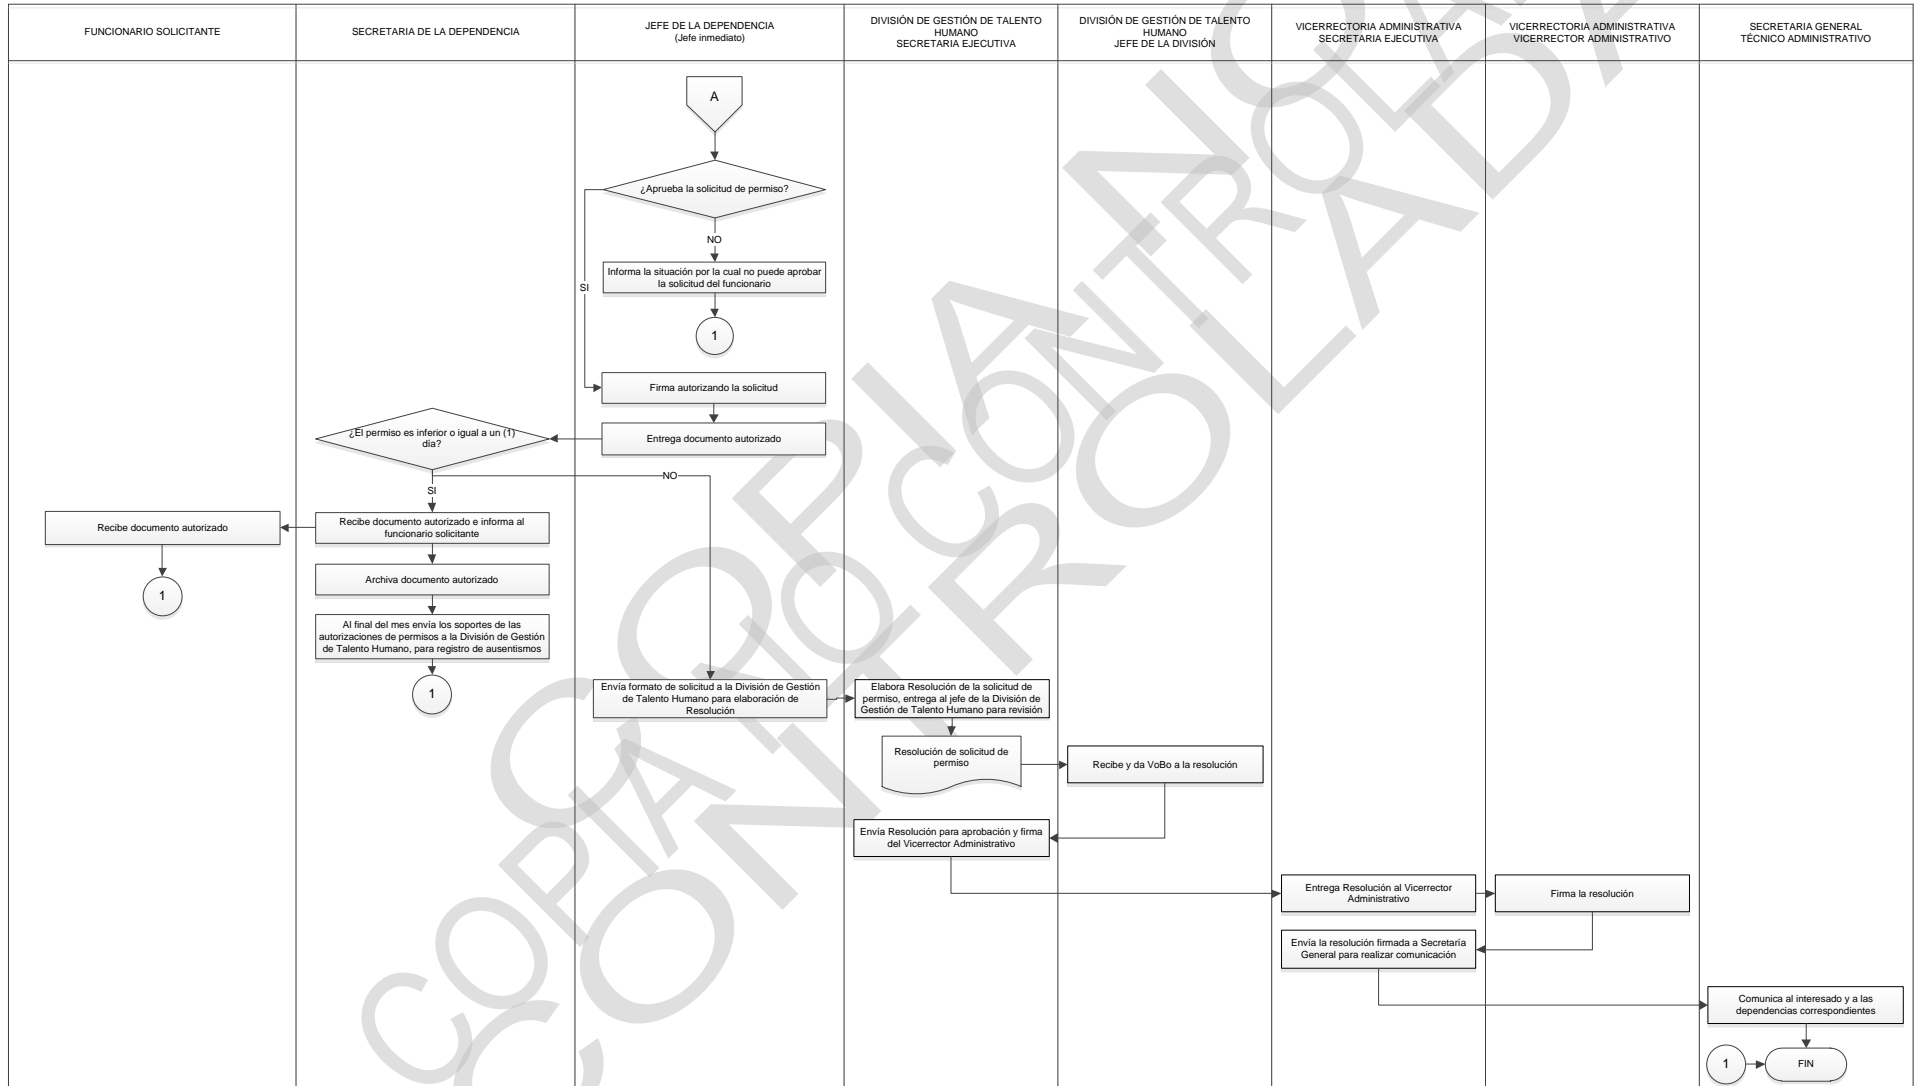 FUNCIONARIO SOLICITANTE
SECRETARIA DE LA DEPENDENCIA
JEFE DE LA DEPENDENCIA
(Jefe inmediato)
DIVISIÓN DE GESTIÓN DE TALENTO
HUMANO
SECRETARIA EJECUTIVA
DIVISIÓN DE GESTIÓN DE TALENTO
HUMANO
JEFE DE LA DIVISIÓN
VICERRECTORIA ADMINISTRATIVA
SECRETARIA EJECUTIVA
VICERRECTORIA ADMINISTRATIVA
VICERRECTOR ADMINISTRATIVO
SECRETARIA GENERAL
TÉCNICO ADMINISTRATIVO
A
¿Aprueba la solicitud de permiso?
NO
SI
Informa la situación por la cual no puede aprobar
la solicitud del funcionario
1
Firma autorizando la solicitud
Entrega documento autorizado
¿El permiso es inferior o igual a un (1)
día?
NO
SI
Recibe documento autorizado
Recibe documento autorizado e informa al
funcionario solicitante
1
Archiva documento autorizado
Al final del mes envía los soportes de las
autorizaciones de permisos a la División de Gestión
de Talento Humano, para registro de ausentismos
1
Envía formato de solicitud a la División de Gestión
de Talento Humano para elaboración de
Resolución
Elabora Resolución de la solicitud de
permiso, entrega al jefe de la División de
Gestión de Talento Humano para revisión
Resolución de solicitud de
permiso
Recibe y da VoBo a la resolución
Envía Resolución para aprobación y firma
del Vicerrector Administrativo
Entrega Resolución al Vicerrector
Administrativo
Firma la resolución
Envía la resolución firmada a Secretaría
General para realizar comunicación
Comunica al interesado y a las
dependencias correspondientes
1
FIN
COPIA NO
CONTROLADA
COPIA NO CONTROLA